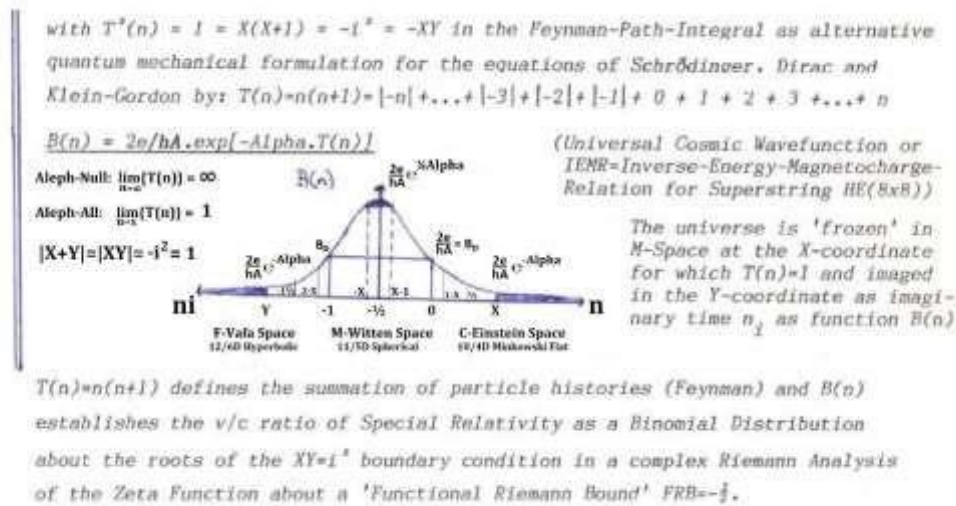 with T²(n) = 1 = X(X+1) = -i² = -XY in the Feynman-Path-Integral as alternative
quantum mechanical formulation for the equations of Schrödinger, Dirac and
Klein-Gordon by: T(n)=n(n+1)=|-n|+...+|-3|+|-2|+|-1|+ 0 + 1 + 2 + 3 +...+ n
B(n) = 2e/hA.exp[-Alpha.T(n)]
(Universal Cosmic Wavefunction or
IEMR=Inverse-Energy-Magnetocharge-
Relation for Superstring HE(8x8))
Aleph-Null: lim{T(n)} = ∞
n→∞
B(n)
2e/hA e¼Alpha
Aleph-All: lim{T(n)} = 1
n→X
|X+Y|=|XY|= -i²= 1
The universe is 'frozen' in
M-Space at the X-coordinate
for which T(n)=1 and imaged
in the Y-coordinate as imagi-
nary time nᵢ as function B(n)
2e/hA e-Alpha
B₀
2e/hA = B₀
2e/hA e-Alpha
ni
-X
X-1
n
Y
-1
-½
0
X
F-Vafa Space
M-Witten Space
C-Einstein Space
12/6D Hyperbolic
11/5D Spherical
10/4D Minkowski Flat
T(n)=n(n+1) defines the summation of particle histories (Feynman) and B(n)
establishes the v/c ratio of Special Relativity as a Binomial Distribution
about the roots of the XY=i² boundary condition in a complex Riemann Analysis
of the Zeta Function about a 'Functional Riemann Bound' FRB=-½.